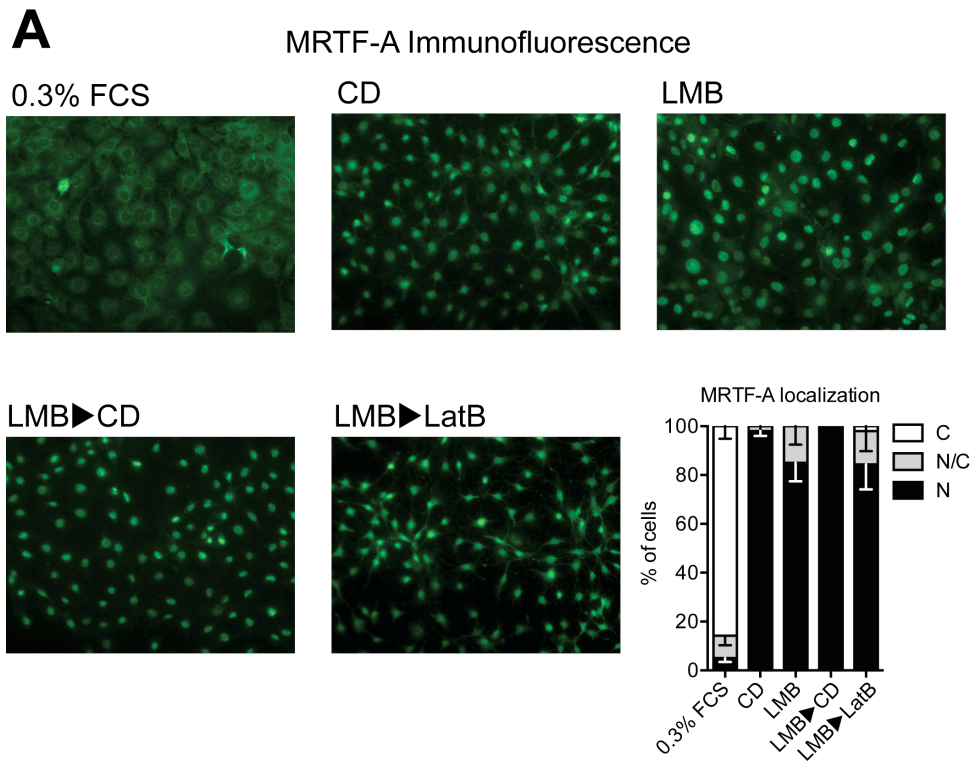 A
MRTF-A Immunofluorescence
0.3% FCS
CD
LMB
LMB▶CD
LMB▶LatB
MRTF-A localization
% of cells
100
80
60
40
20
0
0.3% FCS
CD
LMB
LMB▶CD
LMB▶LatB
C
N/C
N